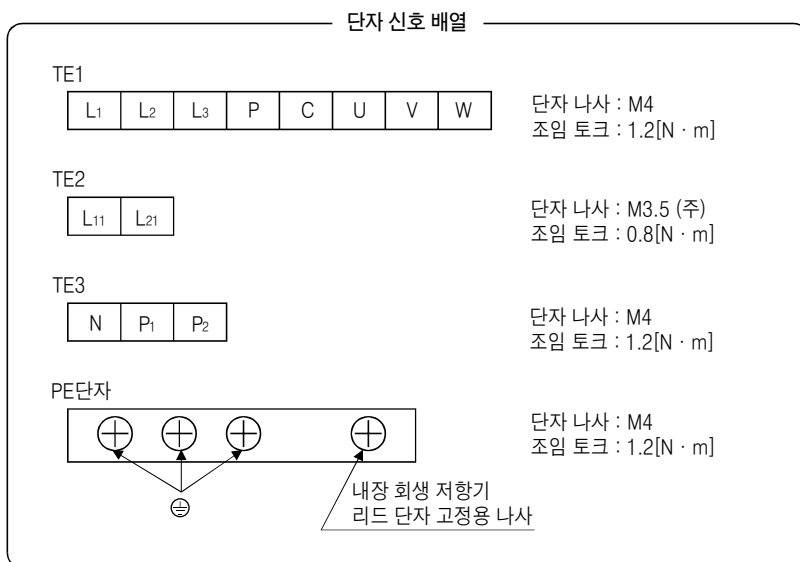 단자 신호 배열
TE1
L1 L2 L3 P C U V W
단자 나사 : M4
조임 토크 : 1.2[N · m]
TE2
L11 L21
단자 나사 : M3.5 (주)
조임 토크 : 0.8[N · m]
TE3
N P1 P2
단자 나사 : M4
조임 토크 : 1.2[N · m]
PE단자
단자 나사 : M4
조임 토크 : 1.2[N · m]
내장 회생 저항기
리드 단자 고정용 나사